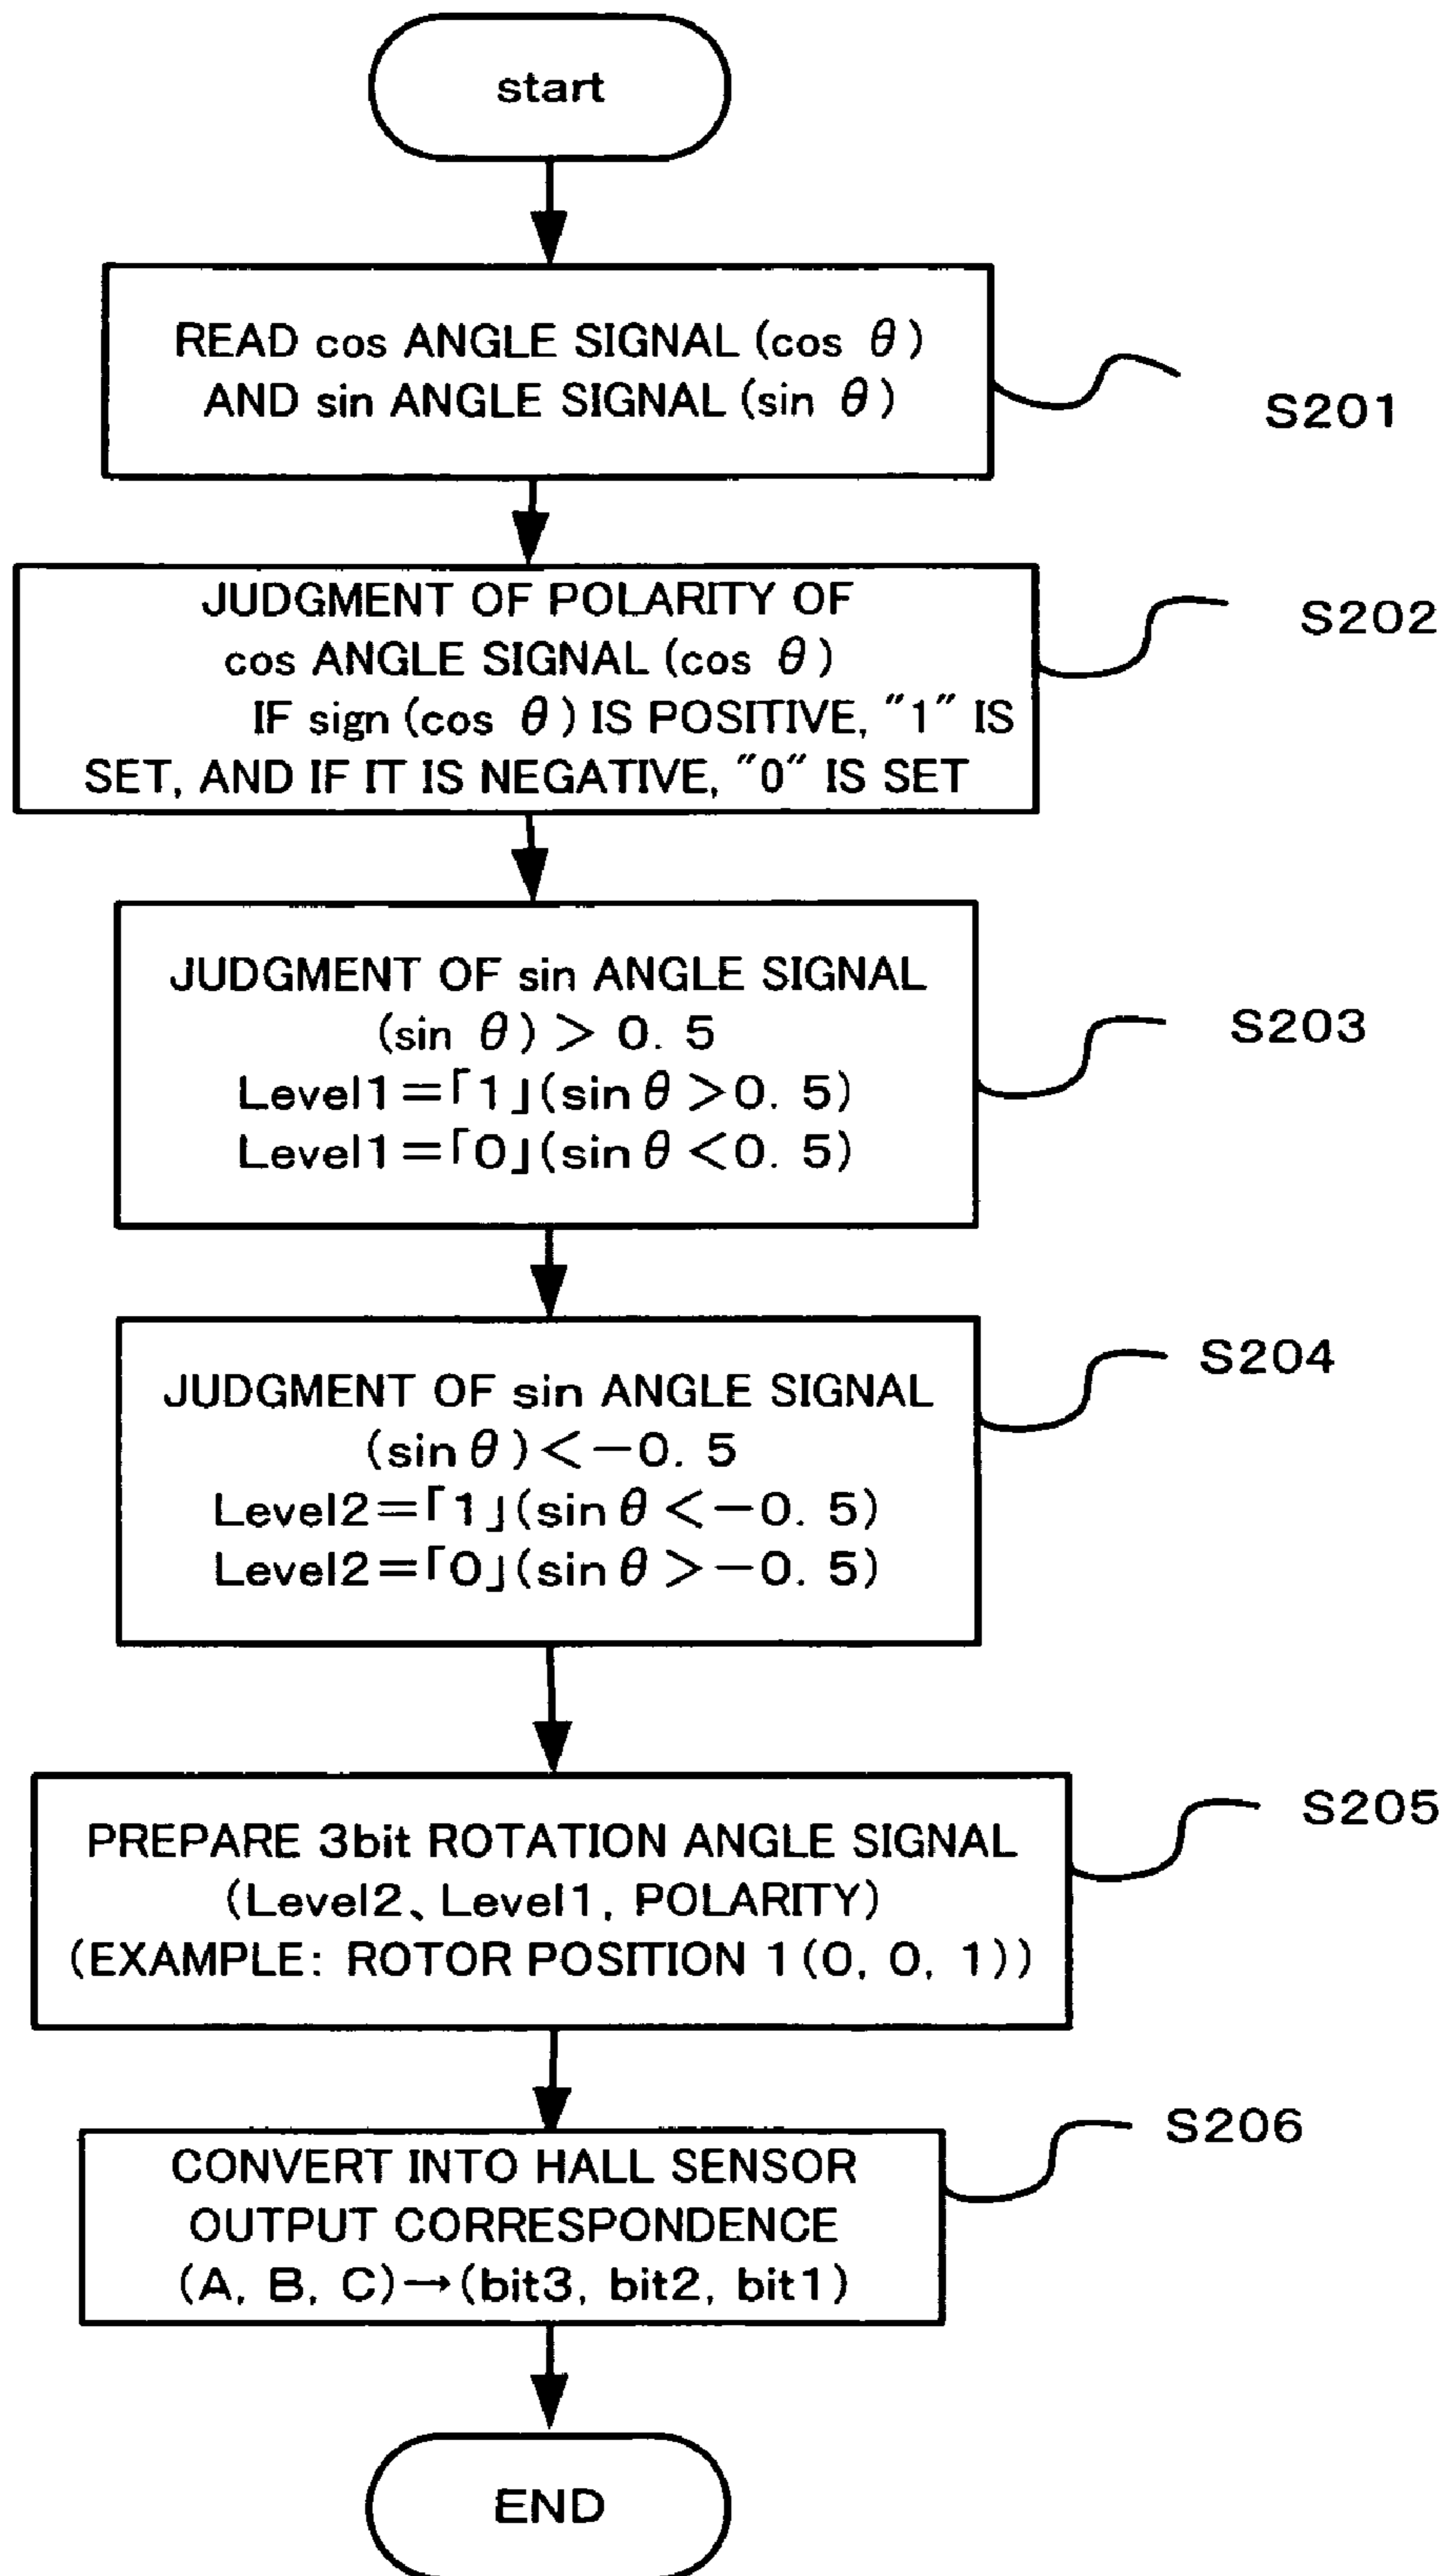 start
READ cos ANGLE SIGNAL (cos θ)
AND sin ANGLE SIGNAL (sin θ)
S201
JUDGMENT OF POLARITY OF
cos ANGLE SIGNAL (cos θ)
IF sign (cos θ) IS POSITIVE, "1" IS
SET, AND IF IT IS NEGATIVE, "0" IS SET
S202
JUDGMENT OF sin ANGLE SIGNAL
(sin θ) > 0. 5
Level1=「1」(sin θ >0. 5)
Level1=「0」(sin θ <0. 5)
S203
JUDGMENT OF sin ANGLE SIGNAL
(sin θ) <−0. 5
Level2=「1」(sin θ <−0. 5)
Level2=「0」(sin θ >−0. 5)
S204
PREPARE 3bit ROTATION ANGLE SIGNAL
(Level2、Level1, POLARITY)
(EXAMPLE: ROTOR POSITION 1 (0, 0, 1))
S205
CONVERT INTO HALL SENSOR
OUTPUT CORRESPONDENCE
(A, B, C)→(bit3, bit2, bit1)
S206
END